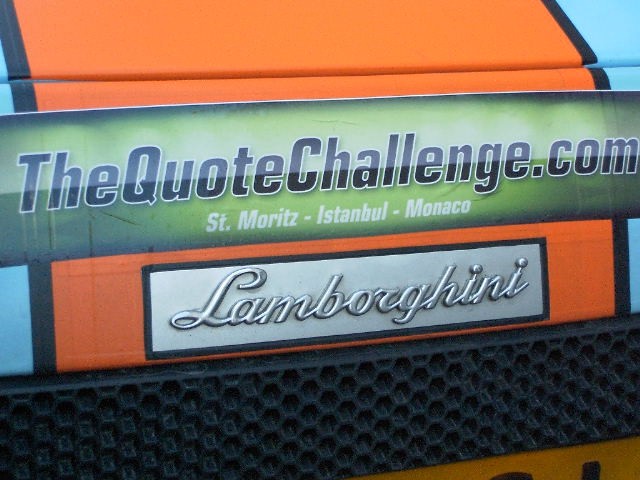 TheQuoteChallenge.com
St. Moritz - Istanbul - Monaco
Lamborghini